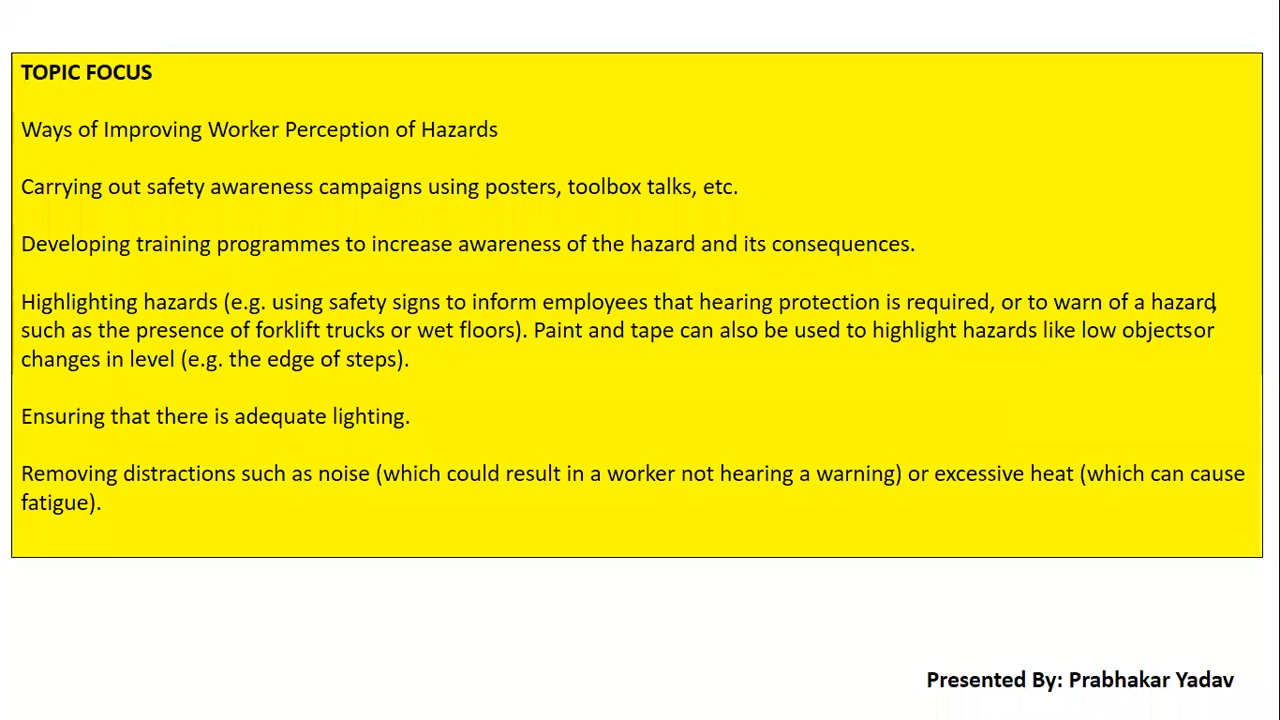 TOPIC FOCUS
Ways of Improving Worker Perception of Hazards
Carrying out safety awareness campaigns using posters, toolbox talks, etc.
Developing training programmes to increase awareness of the hazard and its consequences.
Highlighting hazards (e.g. using safety signs to inform employees that hearing protection is required, or to warn of a hazard,
such as the presence of forklift trucks or wet floors). Paint and tape can also be used to highlight hazards like low objects or
changes in level (e.g. the edge of steps).
Ensuring that there is adequate lighting.
Removing distractions such as noise (which could result in a worker not hearing a warning) or excessive heat (which can cause
fatigue).
Presented By: Prabhakar Yadav